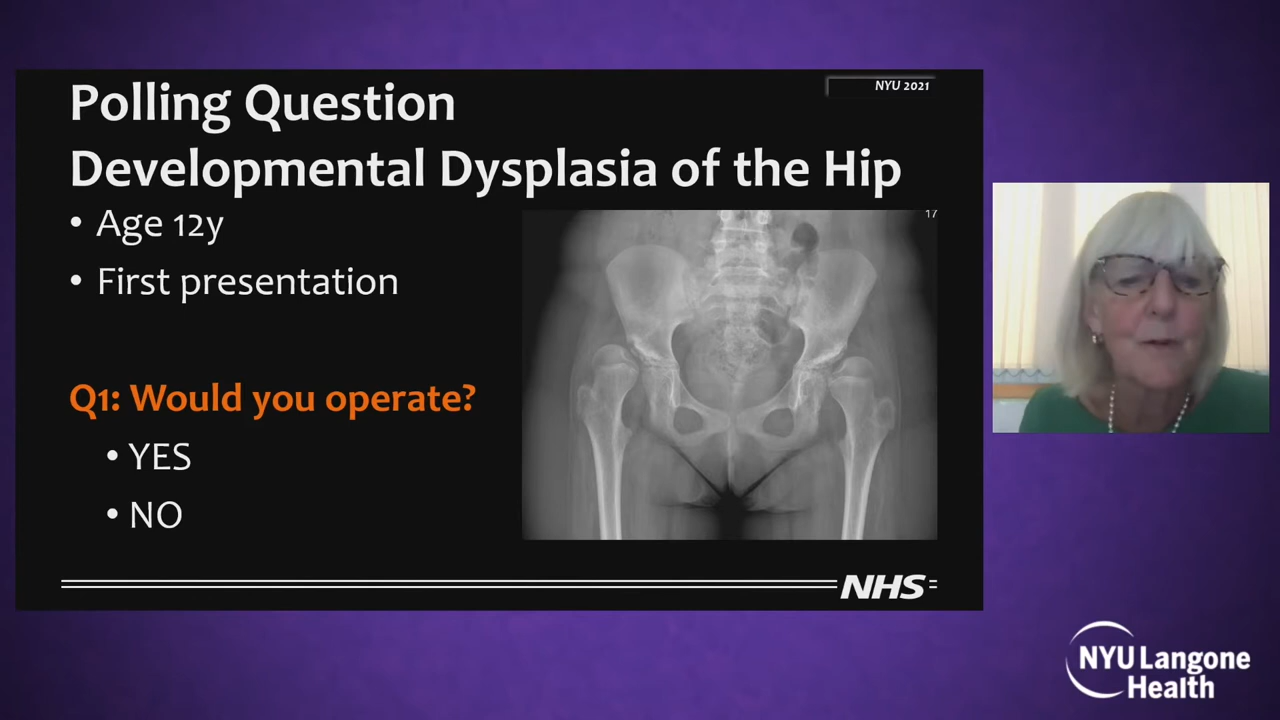 Polling Question
NYU 2021
Developmental Dysplasia of the Hip
• Age 12y
• First presentation
17
Q1: Would you operate?
• YES
• NO
NHS
NYU Langone
Health